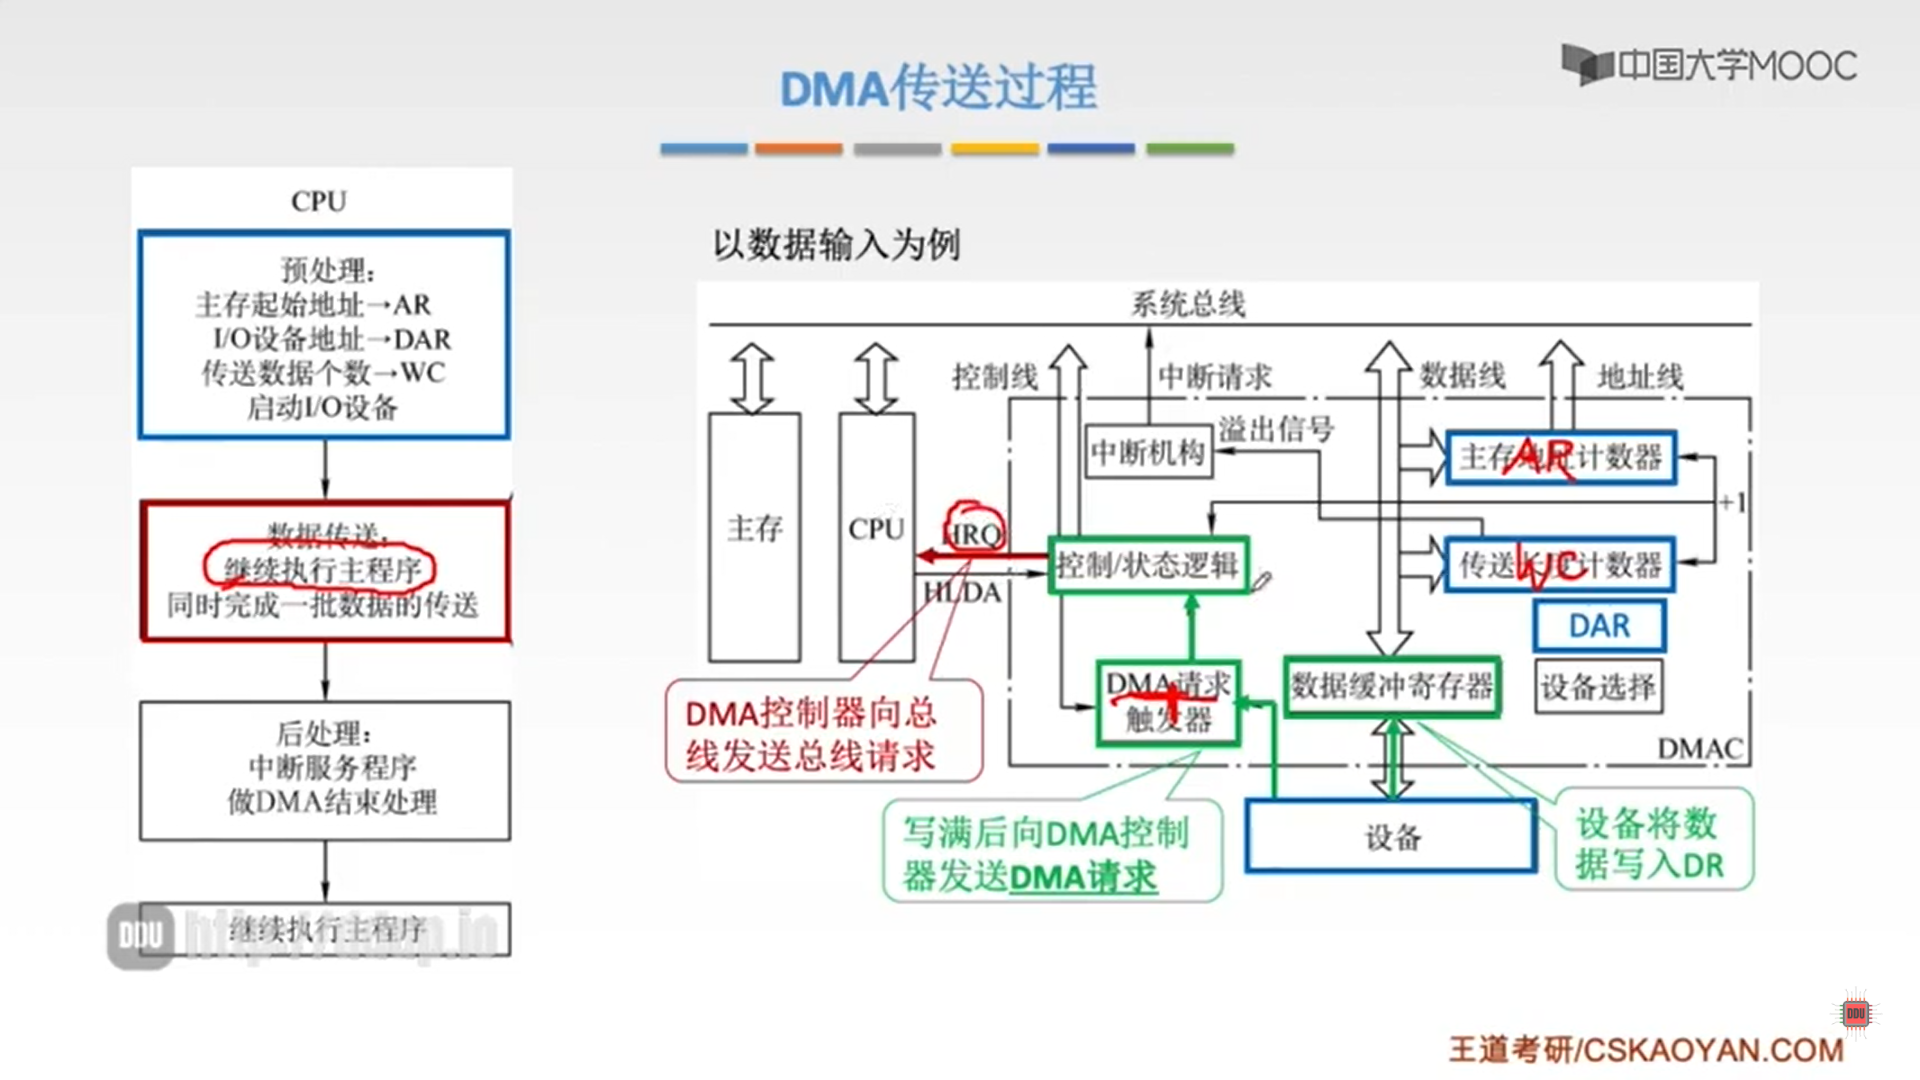 DMA传送过程
中国大学MOOC
CPU
预处理:
主存起始地址→AR
I/O设备地址→DAR
传送数据个数→WC
启动I/O设备
数据传送:
继续执行主程序
同时完成一批数据的传送
后处理:
中断服务程序
做DMA结束处理
继续执行主程序
以数据输入为例
系统总线
控制线
中断请求
数据线
地址线
中断机构
溢出信号
主存地址计数器
AR
+1
主存
CPU
HRQ
HLDA
控制/状态逻辑
传送长度计数器
WC
DAR
DMA请求
触发器
数据缓冲寄存器
设备选择
DMAC
设备
DMA控制器向总
线发送总线请求
写满后向DMA控制
器发送DMA请求
设备将数
据写入DR
DDU
DDU
王道考研/CSKAOYAN.COM